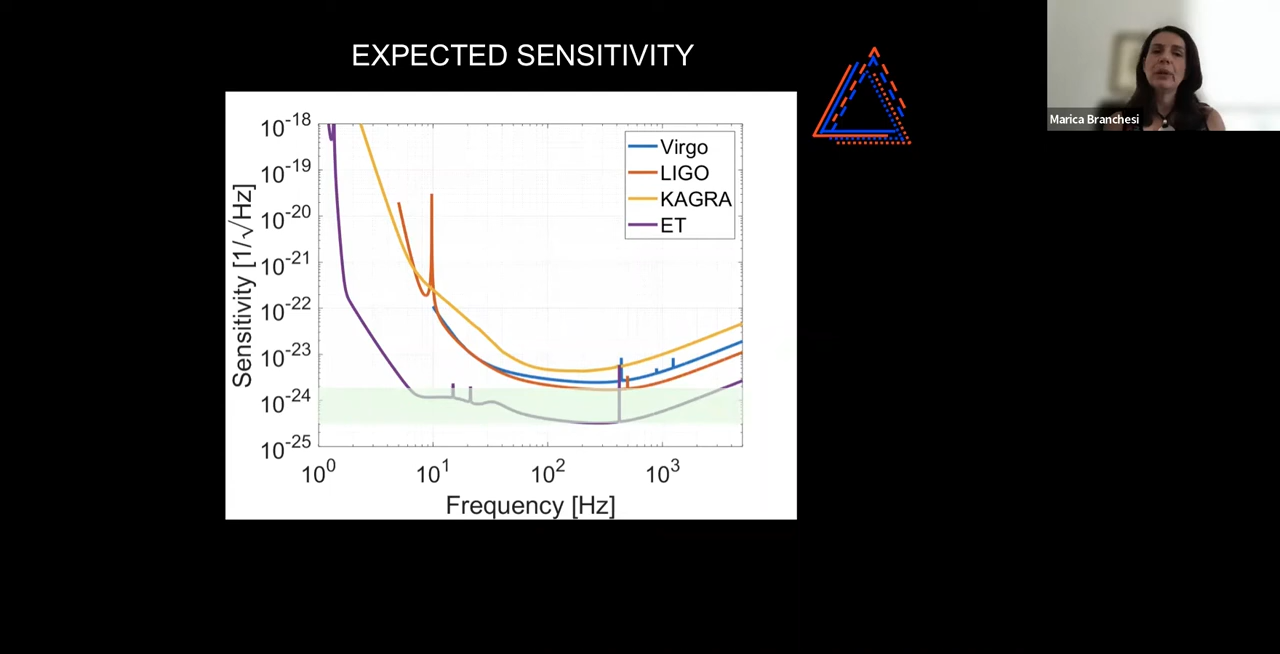 EXPECTED SENSITIVITY
Marica Branchesi
Sensitivity [1/√Hz]
10^-18
10^-19
10^-20
10^-21
10^-22
10^-23
10^-24
10^-25
Virgo
LIGO
KAGRA
ET
10^0 10^1 10^2 10^3
Frequency [Hz]